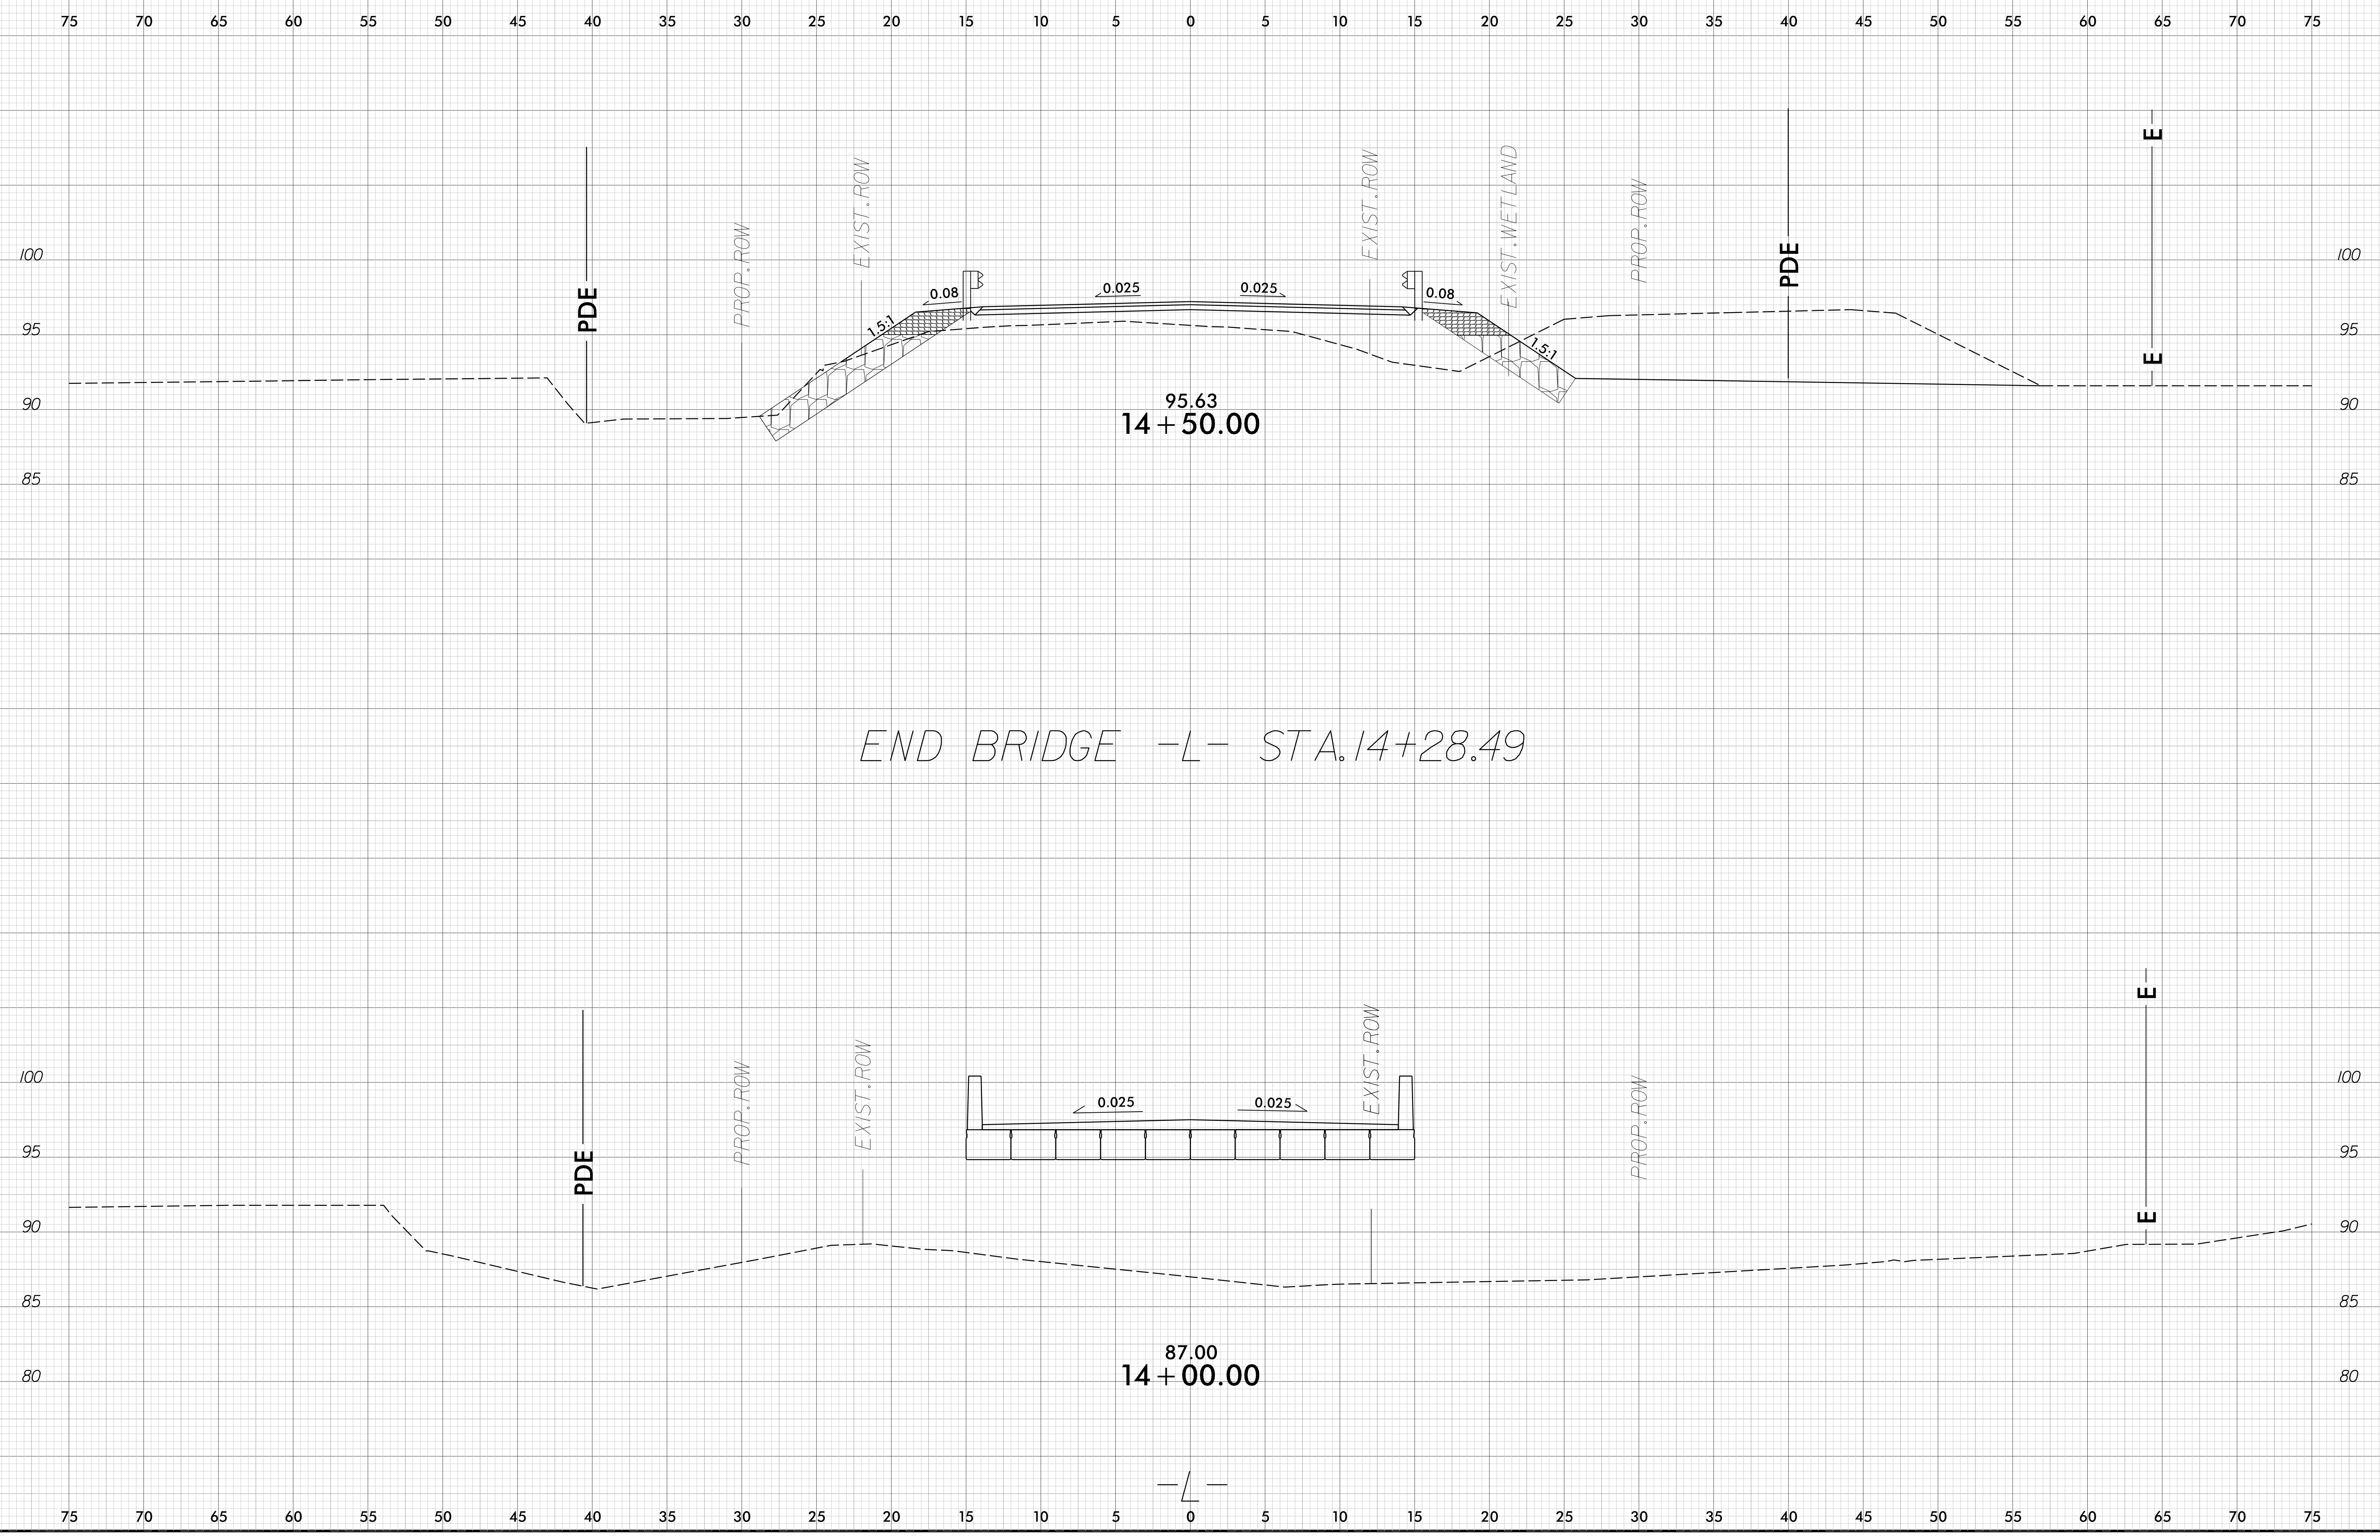 75 70 65 60 55 50 45 40 35 30 25 20 15 10 5 0 5 10 15 20 25 30 35 40 45 50 55 60 65 70 75
E
EXIST.WETLAND
EXIST.ROW
EXIST.ROW
PROP.ROW
PROP.ROW
100 PDE 100
0.08 0.025 0.025 0.08
PDE
95 1.5:1 1.5:1 95
E
90 95.63 90
14+50.00
85 85
END BRIDGE -L- STA.14+28.49
E
EXIST.ROW
EXIST.ROW
PROP.ROW
PROP.ROW
100 100
0.025 0.025
95 95
PDE
90 E 90
85 85
87.00
80 14+00.00 80
-L-
75 70 65 60 55 50 45 40 35 30 25 20 15 10 5 0 5 10 15 20 25 30 35 40 45 50 55 60 65 70 75